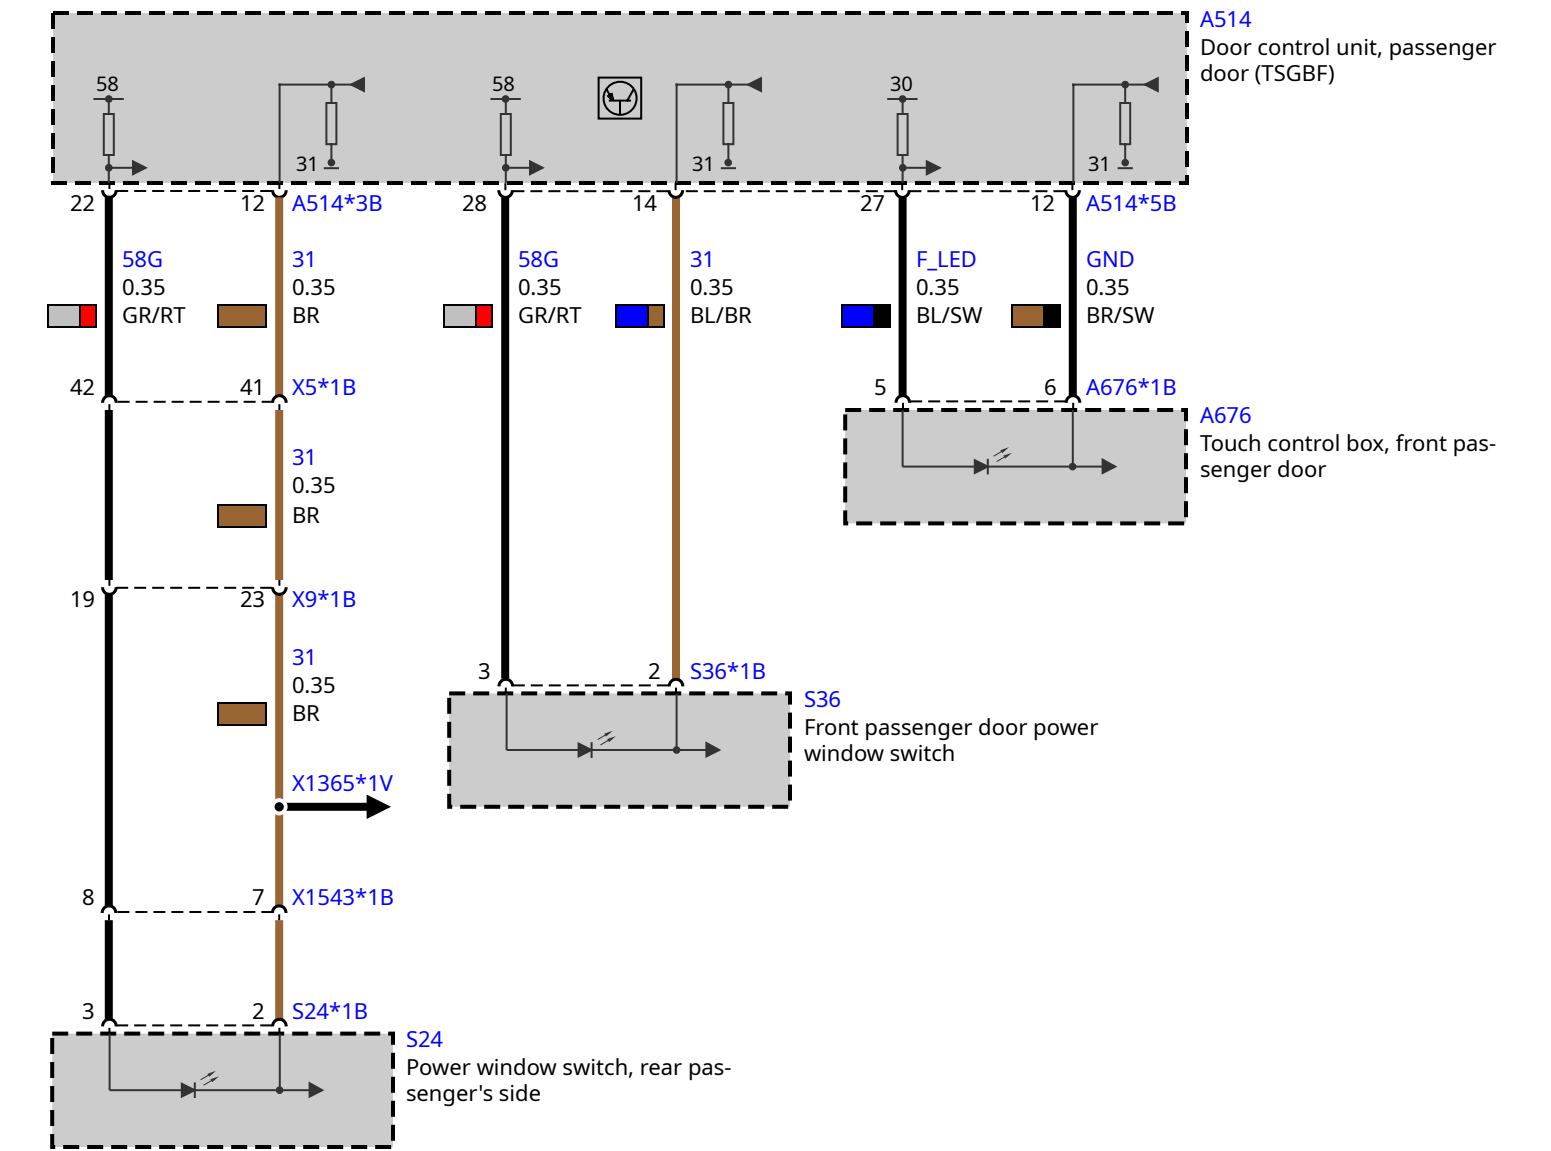 A514
Door control unit, passenger
door (TSGBF)
58
58
30
31
31
31
22
12
A514*3B
28
14
27
12
A514*5B
58G
0.35
GR/RT
31
0.35
BR
58G
0.35
GR/RT
31
0.35
BL/BR
F_LED
0.35
BL/SW
GND
0.35
BR/SW
42
41
X5*1B
5
6
A676*1B
A676
Touch control box, front pas-
senger door
31
0.35
BR
19
23
X9*1B
31
0.35
BR
3
2
S36*1B
S36
Front passenger door power
window switch
X1365*1V
8
7
X1543*1B
3
2
S24*1B
S24
Power window switch, rear pas-
senger's side